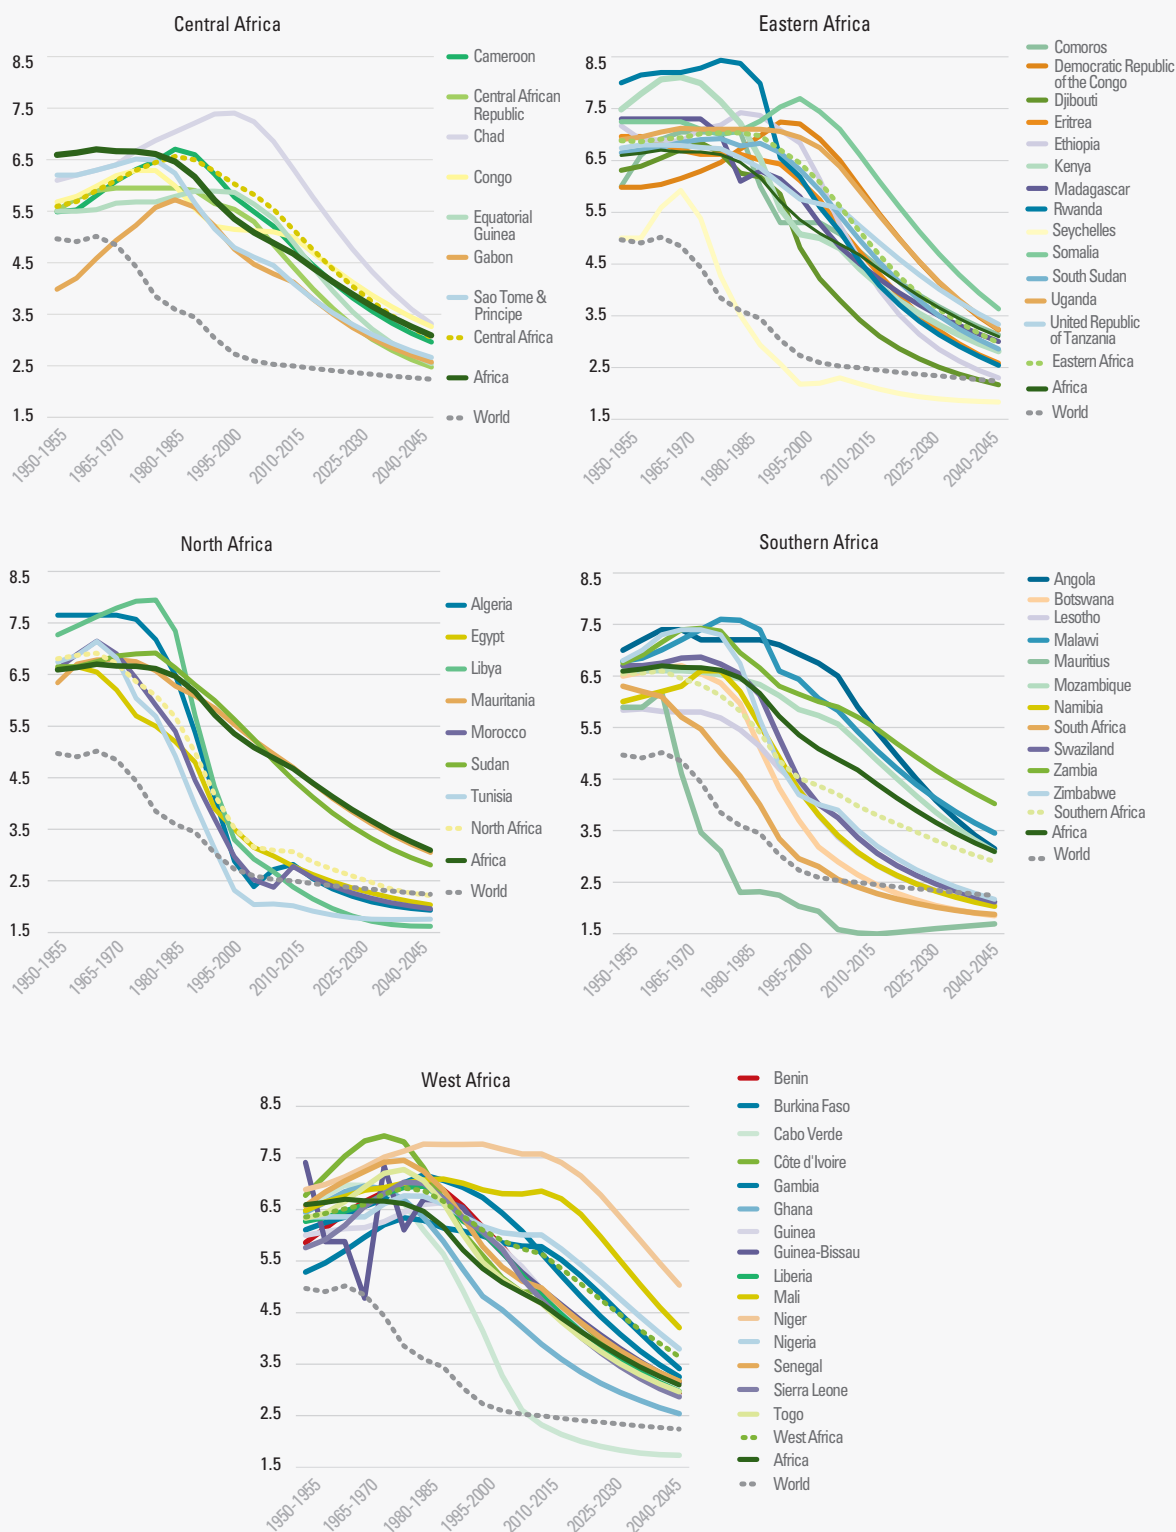 Central Africa
8.5
7.5
6.5
5.5
4.5
3.5
2.5
1.5
1950-1955
1965-1970
1980-1985
1995-2000
2010-2015
2025-2030
2040-2045
Cameroon
Central African
Republic
Chad
Congo
Equatorial
Guinea
Gabon
Sao Tome &
Principe
Central Africa
Africa
World
Eastern Africa
8.5
7.5
6.5
5.5
4.5
3.5
2.5
1.5
1950-1955
1965-1970
1980-1985
1995-2000
2010-2015
2025-2030
2040-2045
Comoros
Democratic Republic
of the Congo
Djibouti
Eritrea
Ethiopia
Kenya
Madagascar
Rwanda
Seychelles
Somalia
South Sudan
Uganda
United Republic
of Tanzania
Eastern Africa
Africa
World
North Africa
8.5
7.5
6.5
5.5
4.5
3.5
2.5
1.5
1950-1955
1965-1970
1980-1985
1995-2000
2010-2015
2025-2030
2040-2045
Algeria
Egypt
Libya
Mauritania
Morocco
Sudan
Tunisia
North Africa
Africa
World
Southern Africa
8.5
7.5
6.5
5.5
4.5
3.5
2.5
1.5
1950-1955
1965-1970
1980-1985
1995-2000
2010-2015
2025-2030
2040-2045
Angola
Botswana
Lesotho
Malawi
Mauritius
Mozambique
Namibia
South Africa
Swaziland
Zambia
Zimbabwe
Southern Africa
Africa
World
West Africa
8.5
7.5
6.5
5.5
4.5
3.5
2.5
1.5
1950-1955
1965-1970
1980-1985
1995-2000
2010-2015
2025-2030
2040-2045
Benin
Burkina Faso
Cabo Verde
Côte d'Ivoire
Gambia
Ghana
Guinea
Guinea-Bissau
Liberia
Mali
Niger
Nigeria
Senegal
Sierra Leone
Togo
West Africa
Africa
World